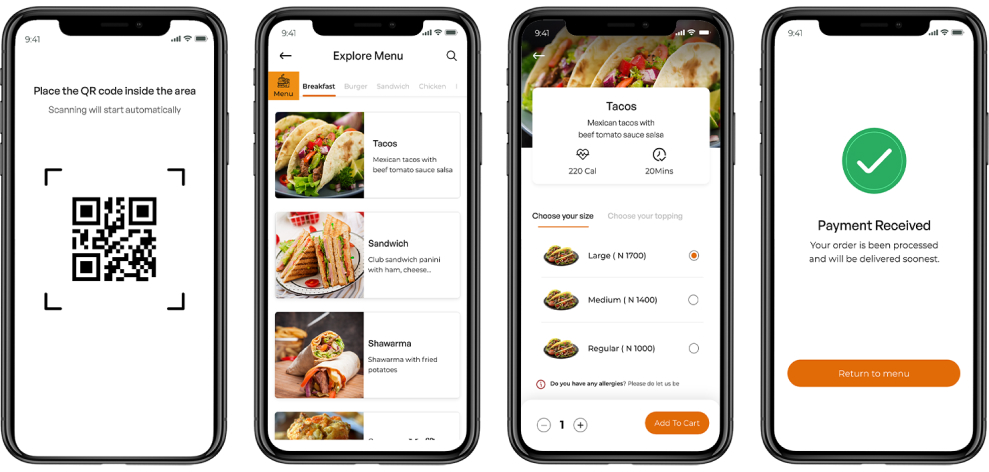 9:41
Place the QR code inside the area
Scanning will start automatically
9:41
Explore Menu
Menu
Breakfast Burger Sandwich Chicken
Tacos
Mexican tacos with
beef tomato sauce salsa
Sandwich
Club sandwich panini
with ham, cheese...
Shawarma
Shawarma with fried
potatoes
9:41
Tacos
Mexican tacos with
beef tomato sauce salsa
220 Cal 20Mins
Choose your size Choose your topping
Large ( N 1700)
Medium ( N 1400)
Regular ( N 1000)
Do you have any allergies? Please do let us be
1 Add To Cart
9:41
Payment Received
Your order is been processed
and will be delivered soonest.
Return to menu